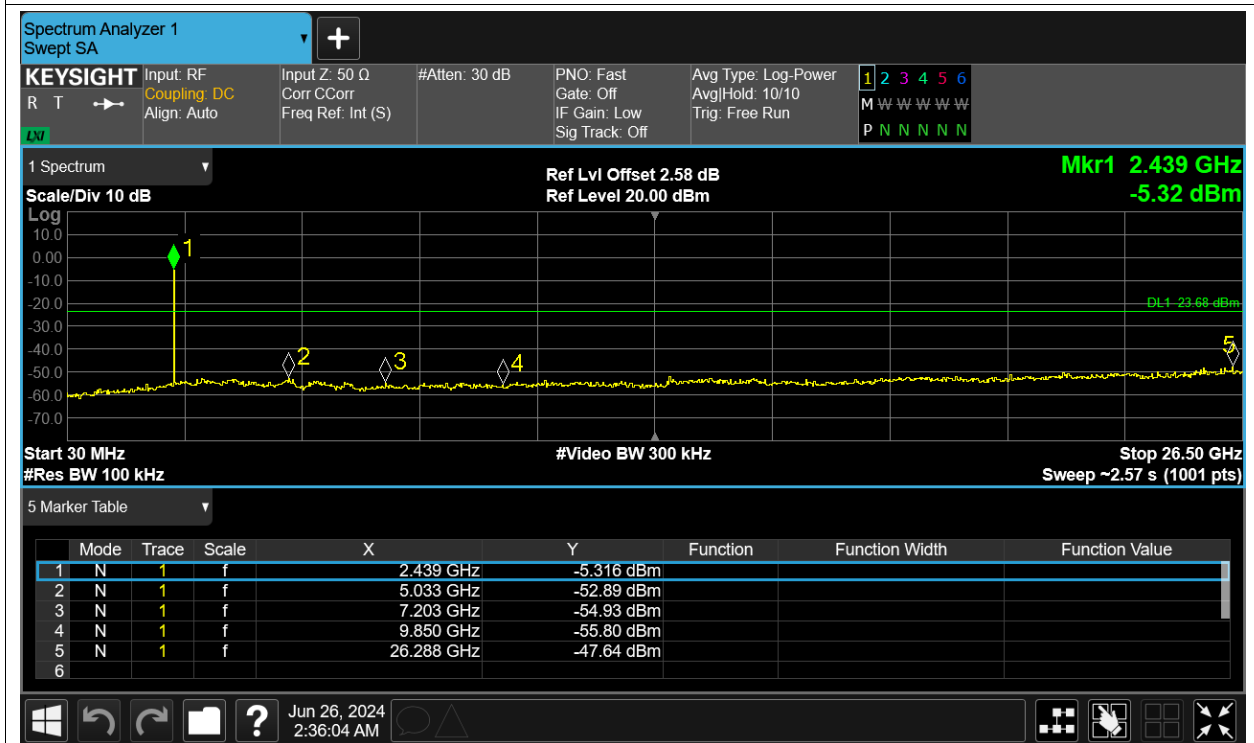 Spectrum Analyzer 1
Swept SA
+
KEYSIGHT
R T
LXI
Input: RF
Coupling: DC
Align: Auto
Input Z: 50 Ω
Corr CCorr
Freq Ref: Int (S)
#Atten: 30 dB
PNO: Fast
Gate: Off
IF Gain: Low
Sig Track: Off
Avg Type: Log-Power
Avg|Hold: 10/10
Trig: Free Run
1 2 3 4 5 6
M W W W W W
P N N N N N
1 Spectrum
Scale/Div 10 dB
Ref Lvl Offset 2.58 dB
Ref Level 20.00 dBm
Mkr1 2.439 GHz
-5.32 dBm
Log
10.0
0.00
-10.0
-20.0
-30.0
-40.0
-50.0
-60.0
-70.0
1
2
3
4
5
DL1 -23.68 dBm
Start 30 MHz
#Res BW 100 kHz
#Video BW 300 kHz
Stop 26.50 GHz
Sweep ~2.57 s (1001 pts)
5 Marker Table
Mode Trace Scale X Y Function Function Width Function Value
1 N 1 f 2.439 GHz -5.316 dBm
2 N 1 f 5.033 GHz -52.89 dBm
3 N 1 f 7.203 GHz -54.93 dBm
4 N 1 f 9.850 GHz -55.80 dBm
5 N 1 f 26.288 GHz -47.64 dBm
6
?
Jun 26, 2024
2:36:04 AM